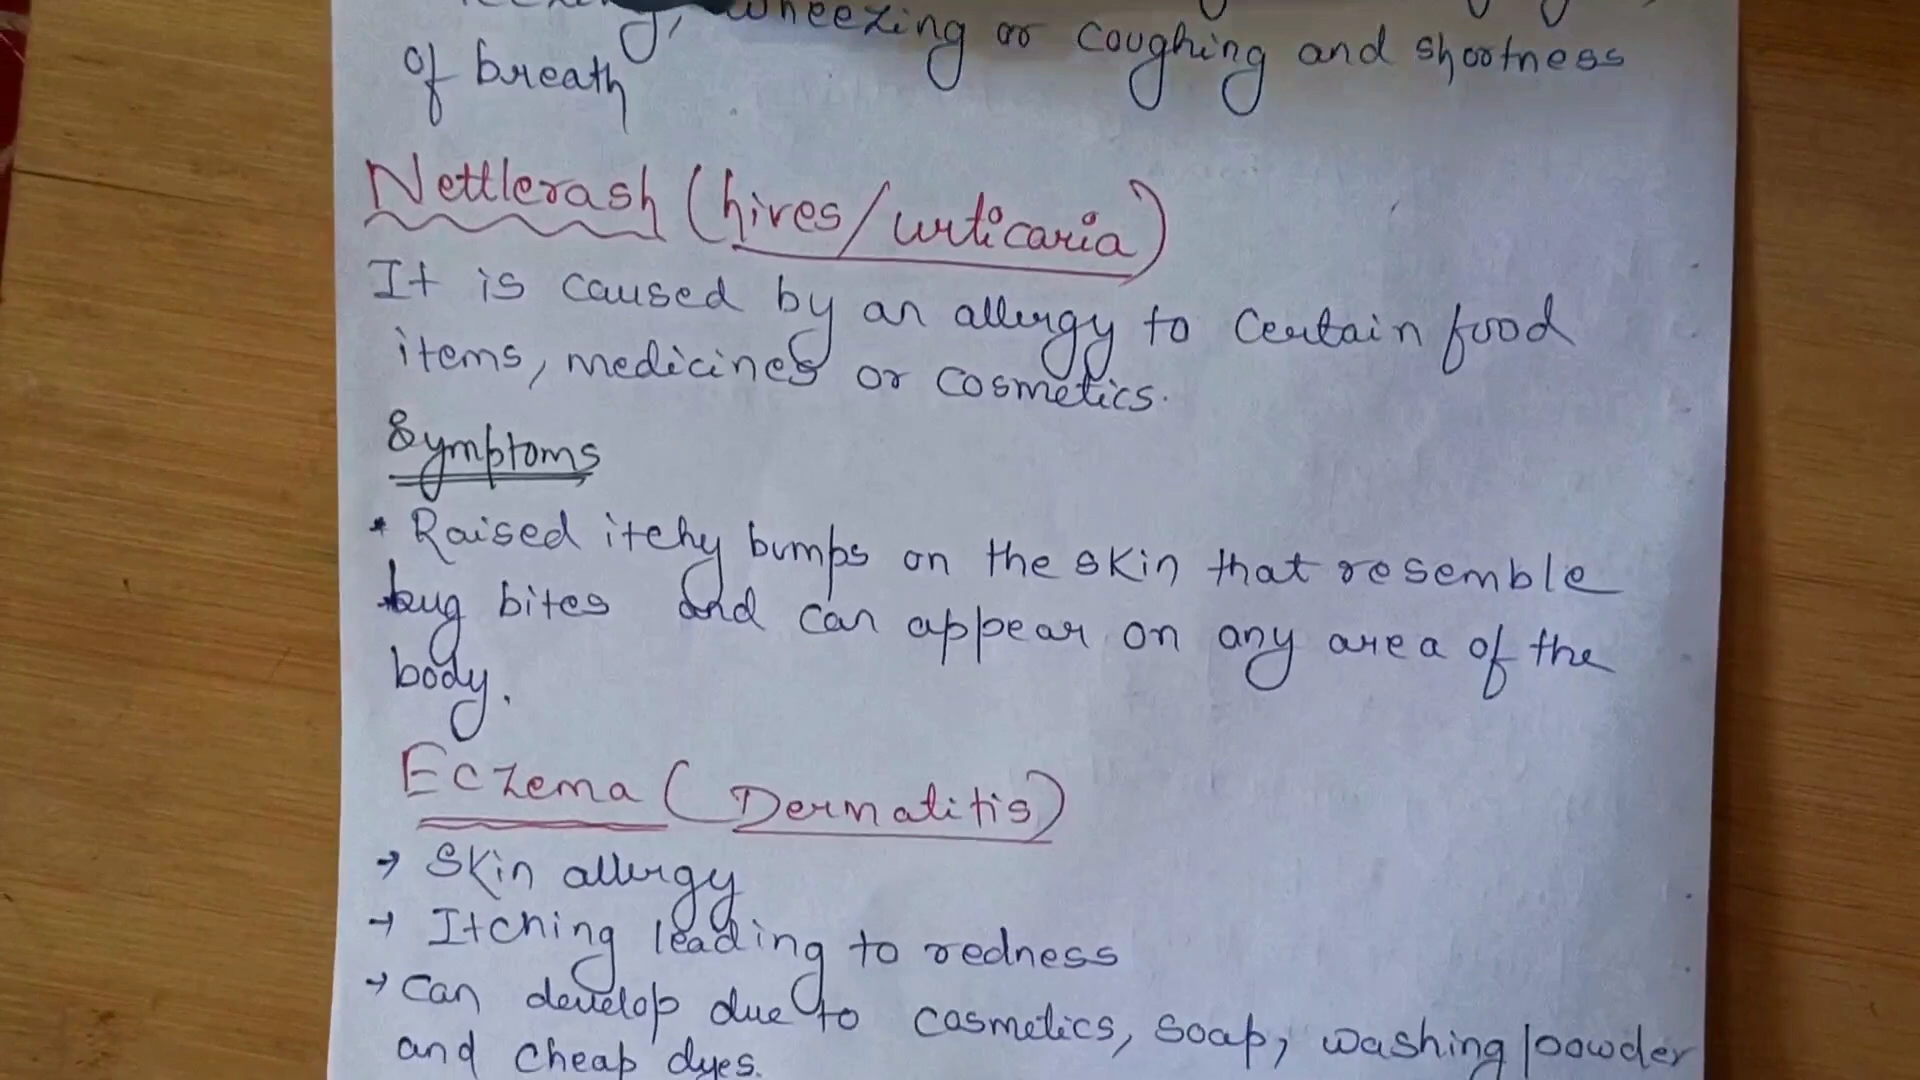 wheezing or coughing and shortness
of breath
Nettlerash (hives/urticaria)
It is caused by an allergy to certain food
items, medicines or cosmetics.
Symptoms
* Raised itchy bumps on the skin that resemble
bug bites and can appear on any area of the
body.
Eczema (Dermatitis)
→ Skin allergy
→ Itching leading to redness
→ Can develop due to cosmetics, soap, washing powder
and cheap dyes.